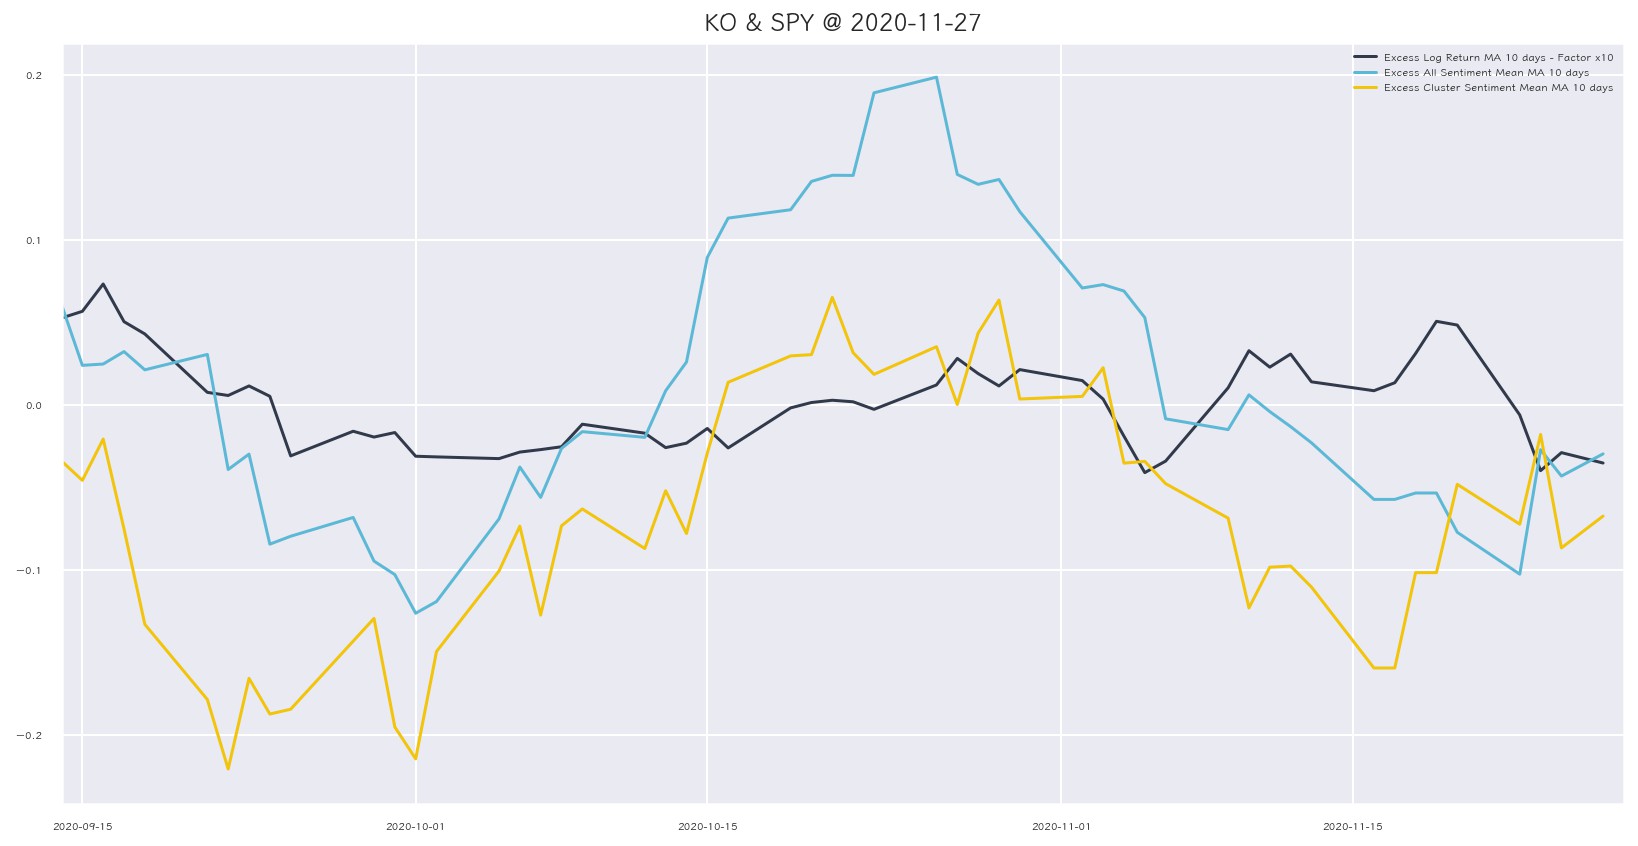 KO & SPY @ 2020-11-27
Excess Log Return MA 10 days - Factor x10
Excess All Sentiment Mean MA 10 days
Excess Cluster Sentiment Mean MA 10 days
0.2
0.1
0.0
−0.1
−0.2
2020-09-15 2020-10-01 2020-10-15 2020-11-01 2020-11-15